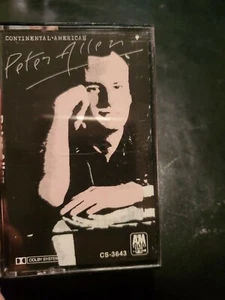 CONTINENTAL·AMERICAN
Peter Allen
A&M
DOLBY SYSTEM
CS-3643